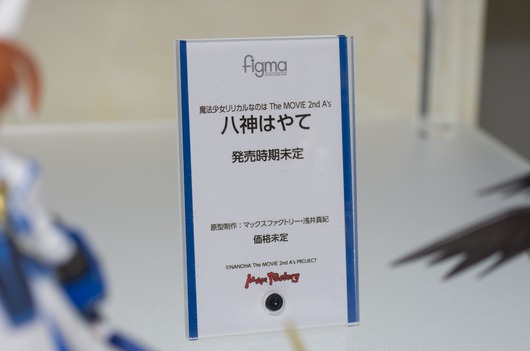 figma
魔法少女リリカルなのは The MOVIE 2nd A's
八神はやて
発売時期未定
原型制作：マックスファクトリー・浅井真紀
価格未定
©NANOHA The MOVIE 2nd A's PROJECT
Max Factory